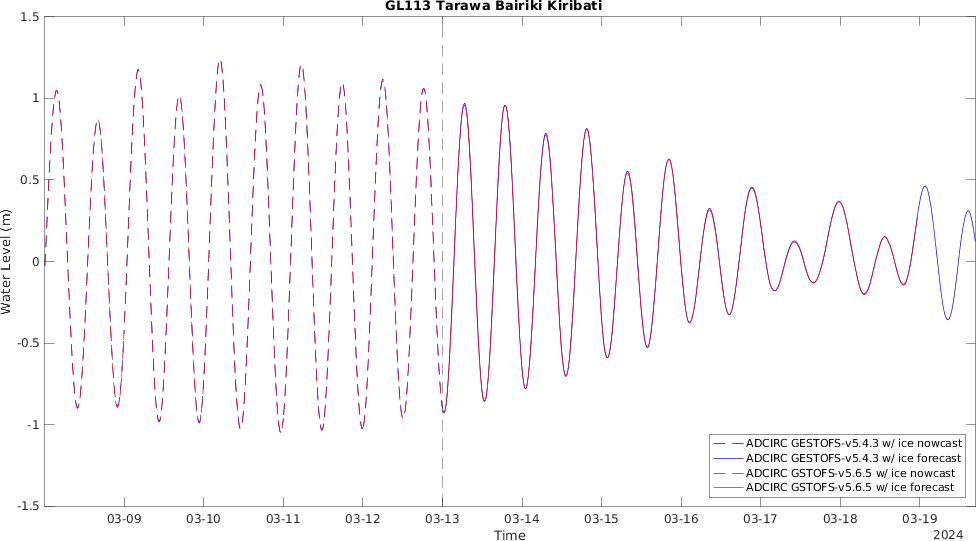 GL113 Tarawa Bairiki Kiribati
1.5
1
0.5
0
-0.5
-1
-1.5
Water Level (m)
03-09
03-10
03-11
03-12
03-13
03-14
03-15
03-16
03-17
03-18
03-19
Time
2024
ADCIRC GESTOFS-v5.4.3 w/ ice nowcast
ADCIRC GESTOFS-v5.4.3 w/ ice forecast
ADCIRC GSTOFS-v5.6.5 w/ ice nowcast
ADCIRC GSTOFS-v5.6.5 w/ ice forecast